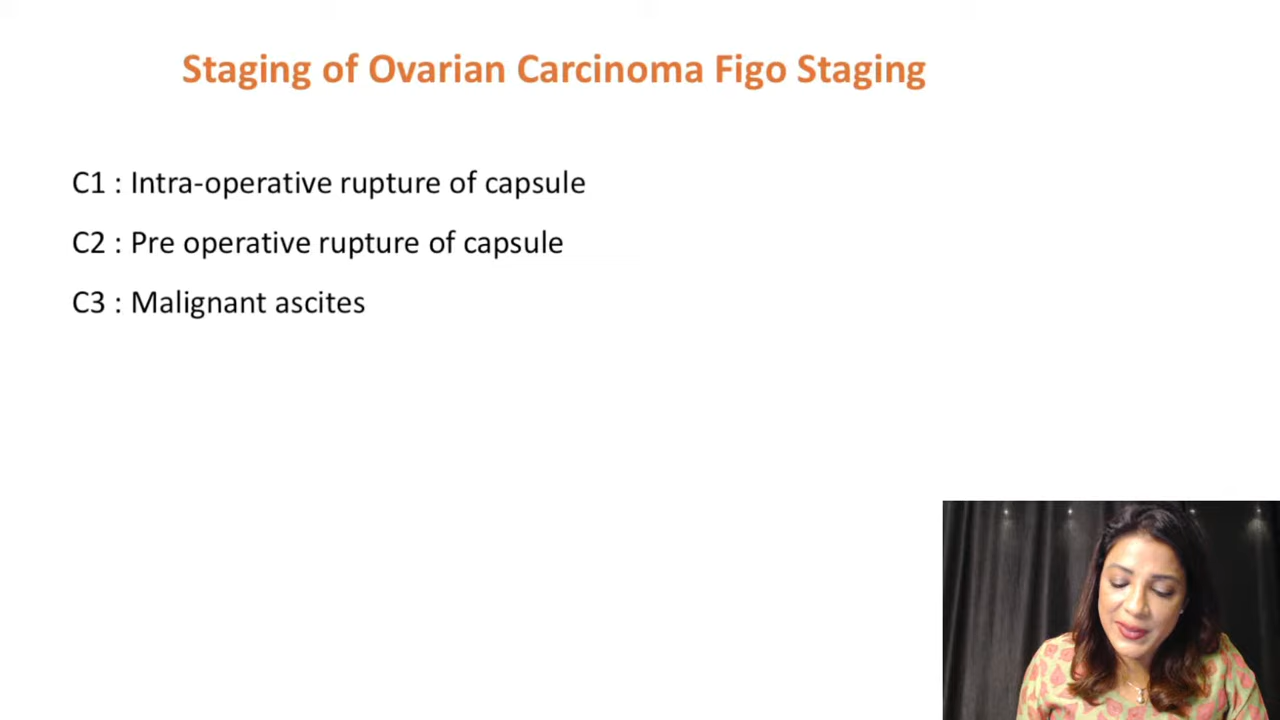 Staging of Ovarian Carcinoma Figo Staging
C1 : Intra-operative rupture of capsule
C2 : Pre operative rupture of capsule
C3 : Malignant ascites